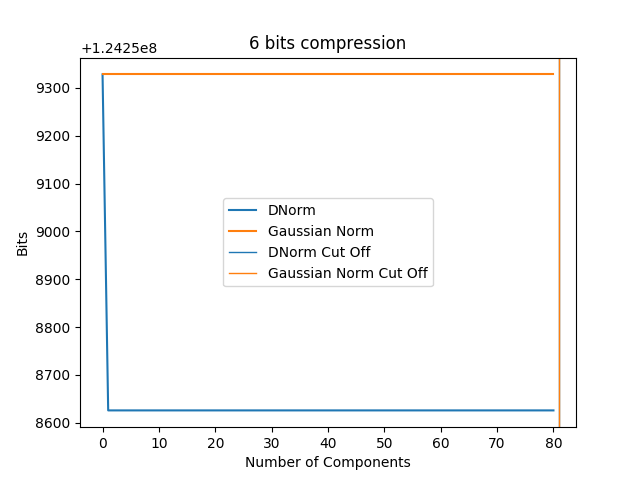 6 bits compression
+1.2425e8
9300
9200
9100
9000
8900
8800
8700
8600
Bits
DNorm
Gaussian Norm
DNorm Cut Off
Gaussian Norm Cut Off
0 10 20 30 40 50 60 70 80
Number of Components